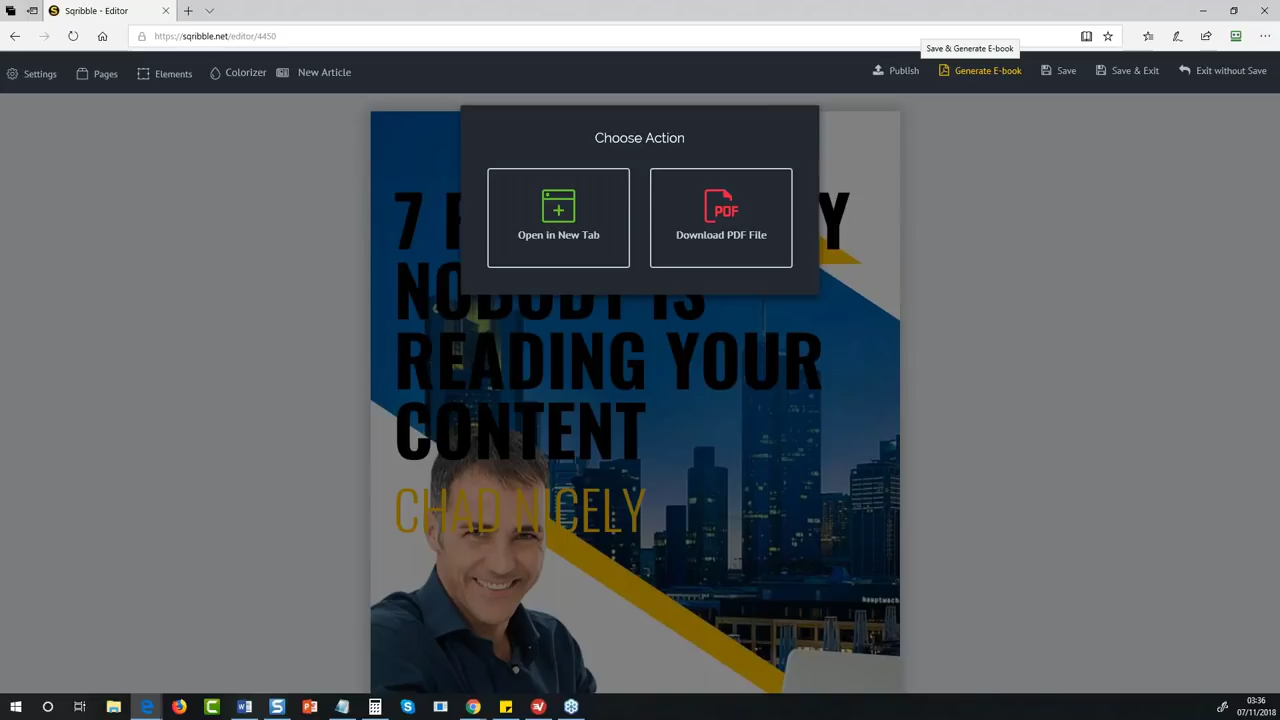 Sqribble - Editor
https://sqribble.net/editor/4450
Save & Generate E-book
Settings
Pages
Elements
Colorizer
New Article
Publish
Generate E-book
Save
Save & Exit
Exit without Save
Choose Action
Open in New Tab
Download PDF File
7 Y
NOBODY IS
READING YOUR
CONTENT
CHAD NICELY
03:36
07/11/2018